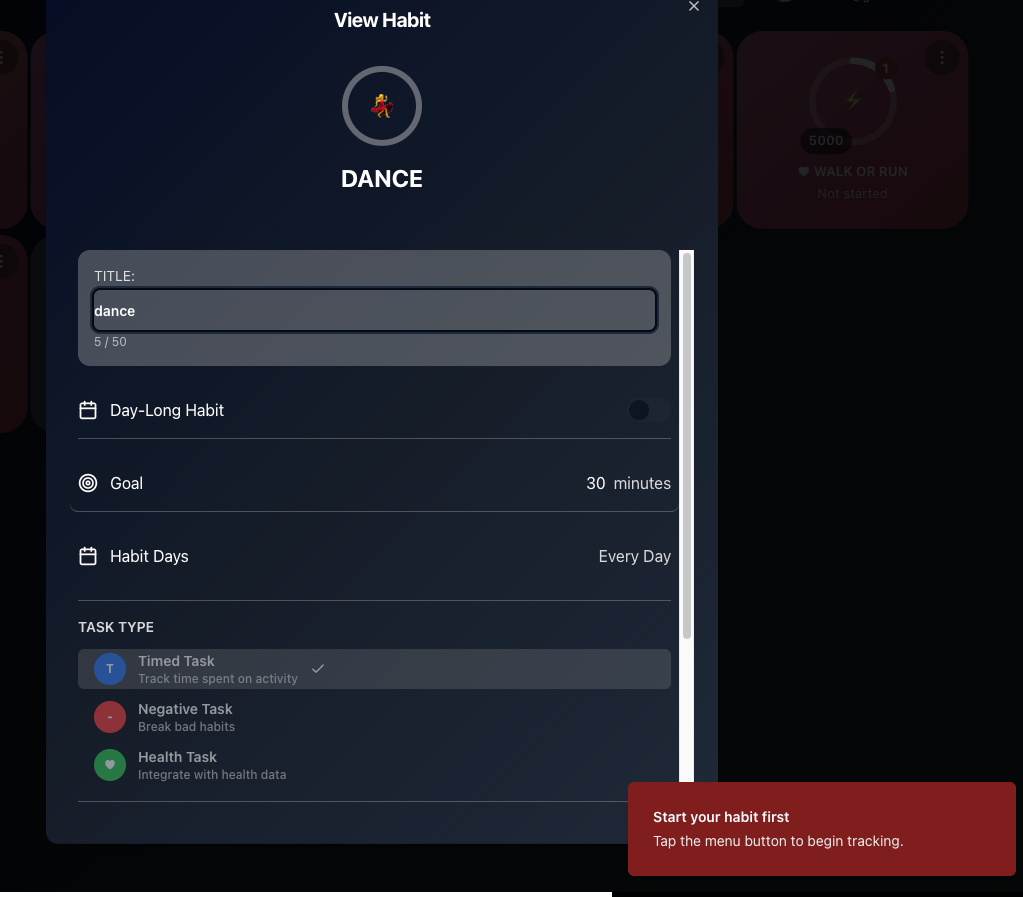 View Habit
DANCE
TITLE:
dance
5 / 50
Day-Long Habit
Goal
30 minutes
Habit Days
Every Day
TASK TYPE
T
Timed Task
Track time spent on activity
-
Negative Task
Break bad habits
Health Task
Integrate with health data
1
5000
WALK OR RUN
Not started
Start your habit first
Tap the menu button to begin tracking.